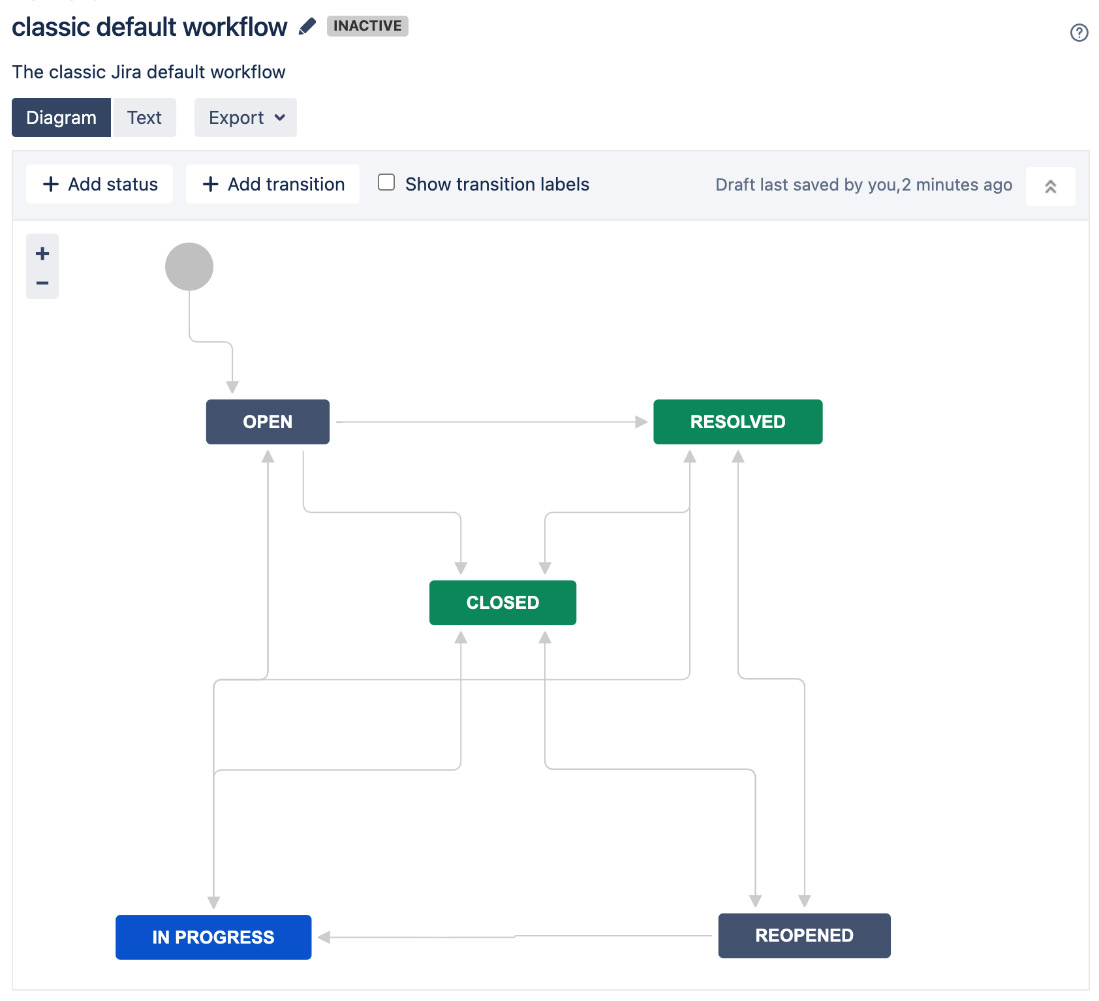 classic default workflow INACTIVE
The classic Jira default workflow
Diagram Text Export
+ Add status + Add transition Show transition labels Draft last saved by you,2 minutes ago
+
−
OPEN RESOLVED
CLOSED
IN PROGRESS REOPENED